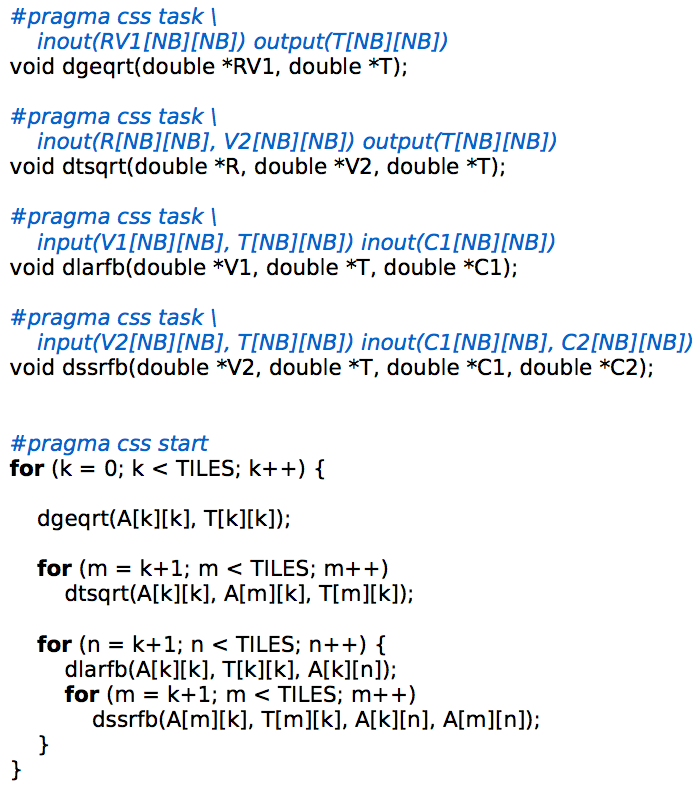 #pragma css task \
inout(RV1[NB][NB]) output(T[NB][NB])
void dgeqrt(double *RV1, double *T);
#pragma css task \
inout(R[NB][NB], V2[NB][NB]) output(T[NB][NB])
void dtsqrt(double *R, double *V2, double *T);
#pragma css task \
input(V1[NB][NB], T[NB][NB]) inout(C1[NB][NB])
void dlarfb(double *V1, double *T, double *C1);
#pragma css task \
input(V2[NB][NB], T[NB][NB]) inout(C1[NB][NB], C2[NB][NB])
void dssrfb(double *V2, double *T, double *C1, double *C2);
#pragma css start
for (k = 0; k < TILES; k++) {
dgeqrt(A[k][k], T[k][k]);
for (m = k+1; m < TILES; m++)
dtsqrt(A[k][k], A[m][k], T[m][k]);
for (n = k+1; n < TILES; n++) {
dlarfb(A[k][k], T[k][k], A[k][n]);
for (m = k+1; m < TILES; m++)
dssrfb(A[m][k], T[m][k], A[k][n], A[m][n]);
}
}